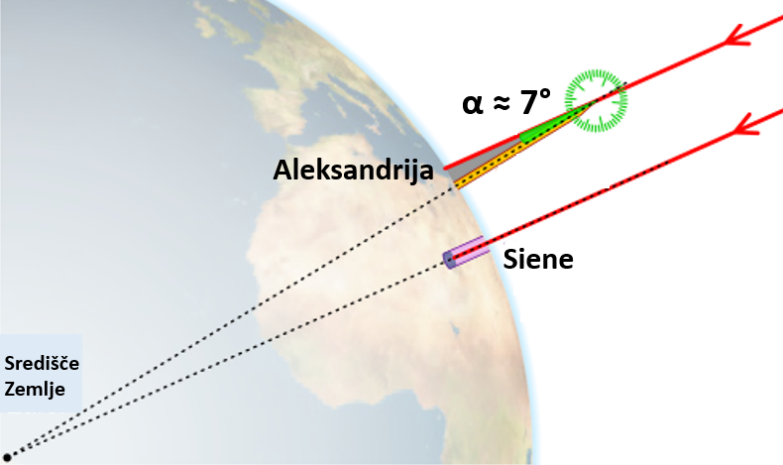 α ≈ 7°
Aleksandrija
Siene
Središče
Zemlje